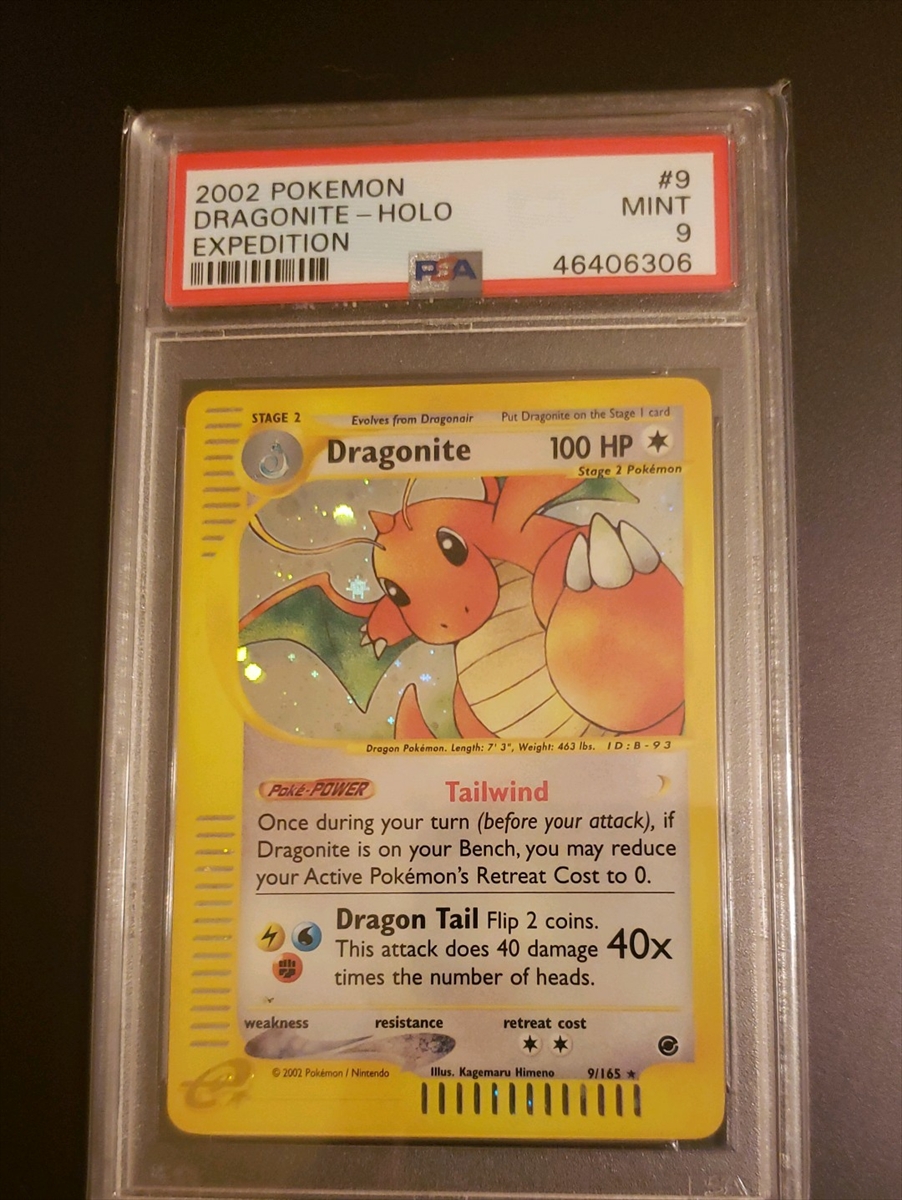 2002 POKEMON #9
DRAGONITE – HOLO MINT
EXPEDITION 9
PSA 46406306
STAGE 2 Evolves from Dragonair Put Dragonite on the Stage 1 card
Dragonite 100 HP
Stage 2 Pokémon
Dragon Pokémon. Length: 7' 3", Weight: 463 lbs. ID:B-93
Poké-POWER Tailwind
Once during your turn (before your attack), if
Dragonite is on your Bench, you may reduce
your Active Pokémon's Retreat Cost to 0.
Dragon Tail Flip 2 coins.
This attack does 40 damage 40x
times the number of heads.
weakness resistance retreat cost
© 2002 Pokémon / Nintendo Illus. Kagemaru Himeno 9/165 ★
e